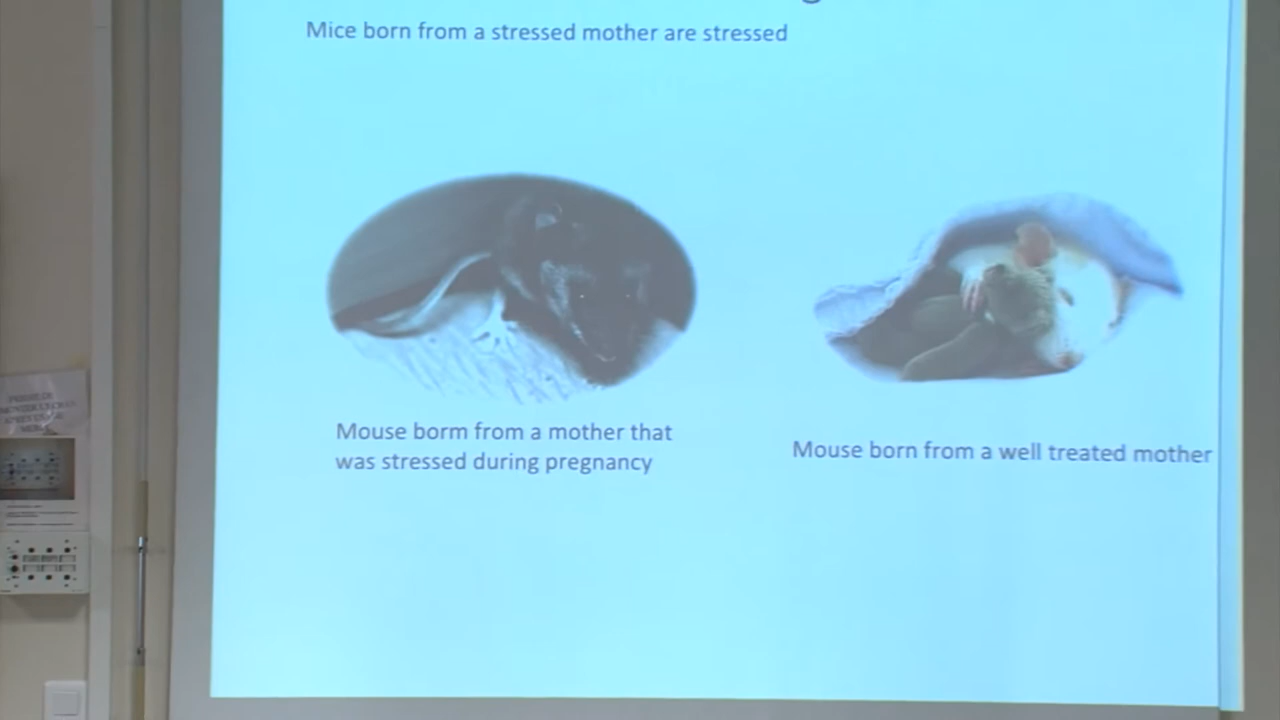 Mice born from a stressed mother are stressed
Mouse borm from a mother that
was stressed during pregnancy
Mouse born from a well treated mother